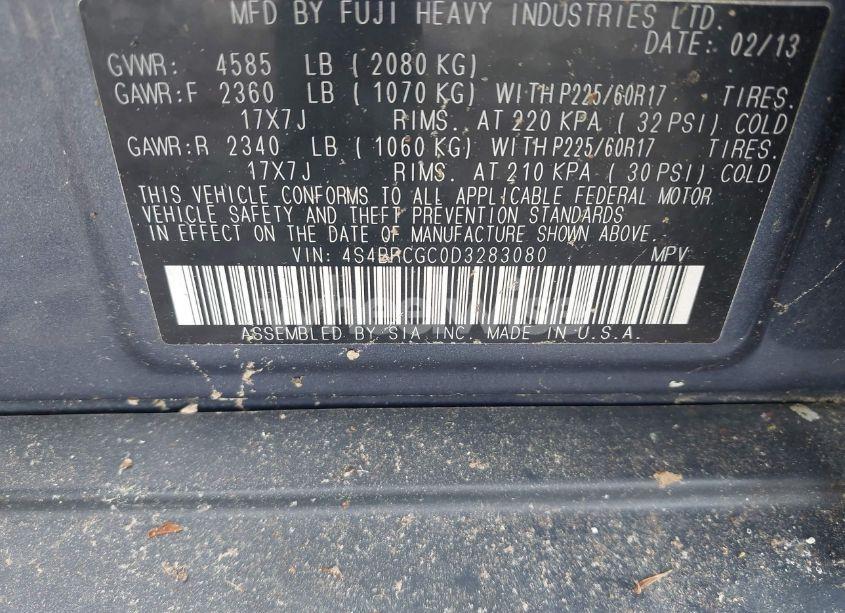 MFD BY FUJI HEAVY INDUSTRIES LTD.
DATE: 02/13
GVWR: 4585 LB ( 2080 KG)
GAWR:F 2360 LB ( 1070 KG) WITH P225/60R17 TIRES.
17X7J RIMS. AT 220 KPA ( 32 PSI) COLD
GAWR:R 2340 LB ( 1060 KG) WITH P225/60R17 TIRES.
17X7J RIMS. AT 210 KPA ( 30 PSI) COLD
THIS VEHICLE CONFORMS TO ALL APPLICABLE FEDERAL MOTOR.
VEHICLE SAFETY AND THEFT PREVENTION STANDARDS
IN EFFECT ON THE DATE OF MANUFACTURE SHOWN ABOVE.
VIN: 4S4BRCGC0D3283080 MPV
ASSEMBLED BY SIA INC. MADE IN U.S.A.